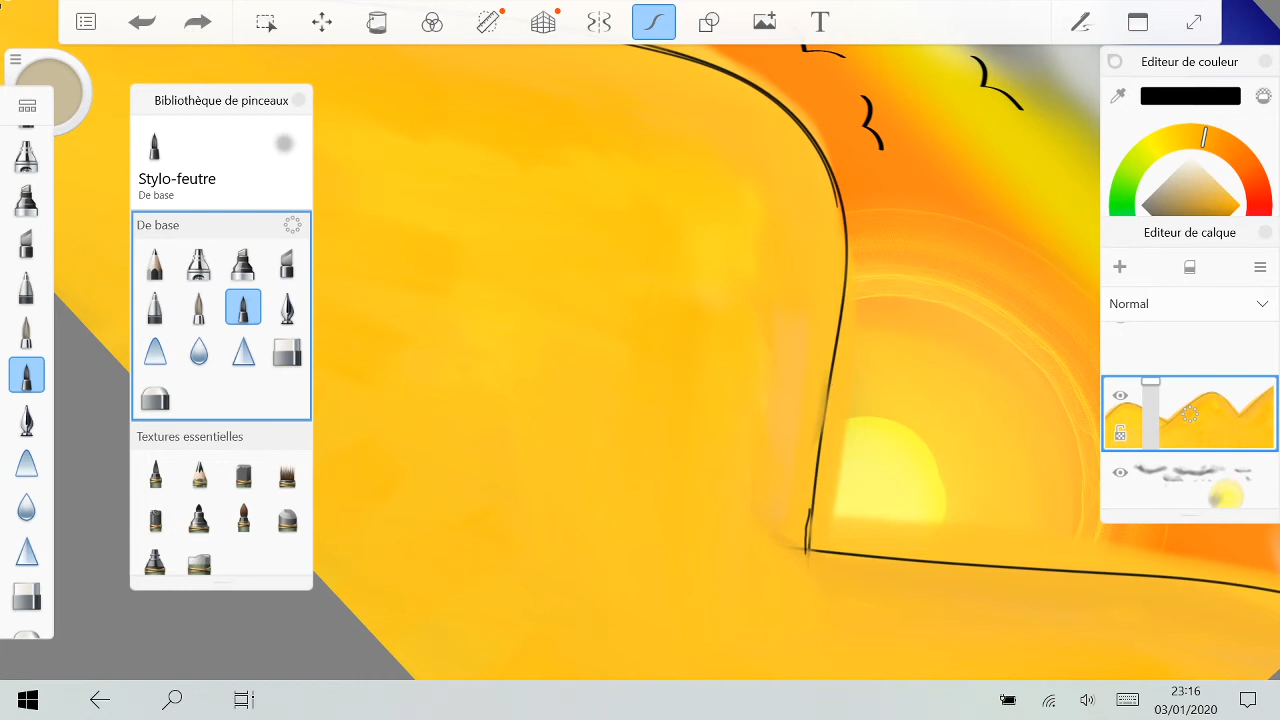 T
Bibliothèque de pinceaux
Stylo-feutre
De base
De base
Textures essentielles
Editeur de couleur
Editeur de calque
Normal
23:16
03/01/2020